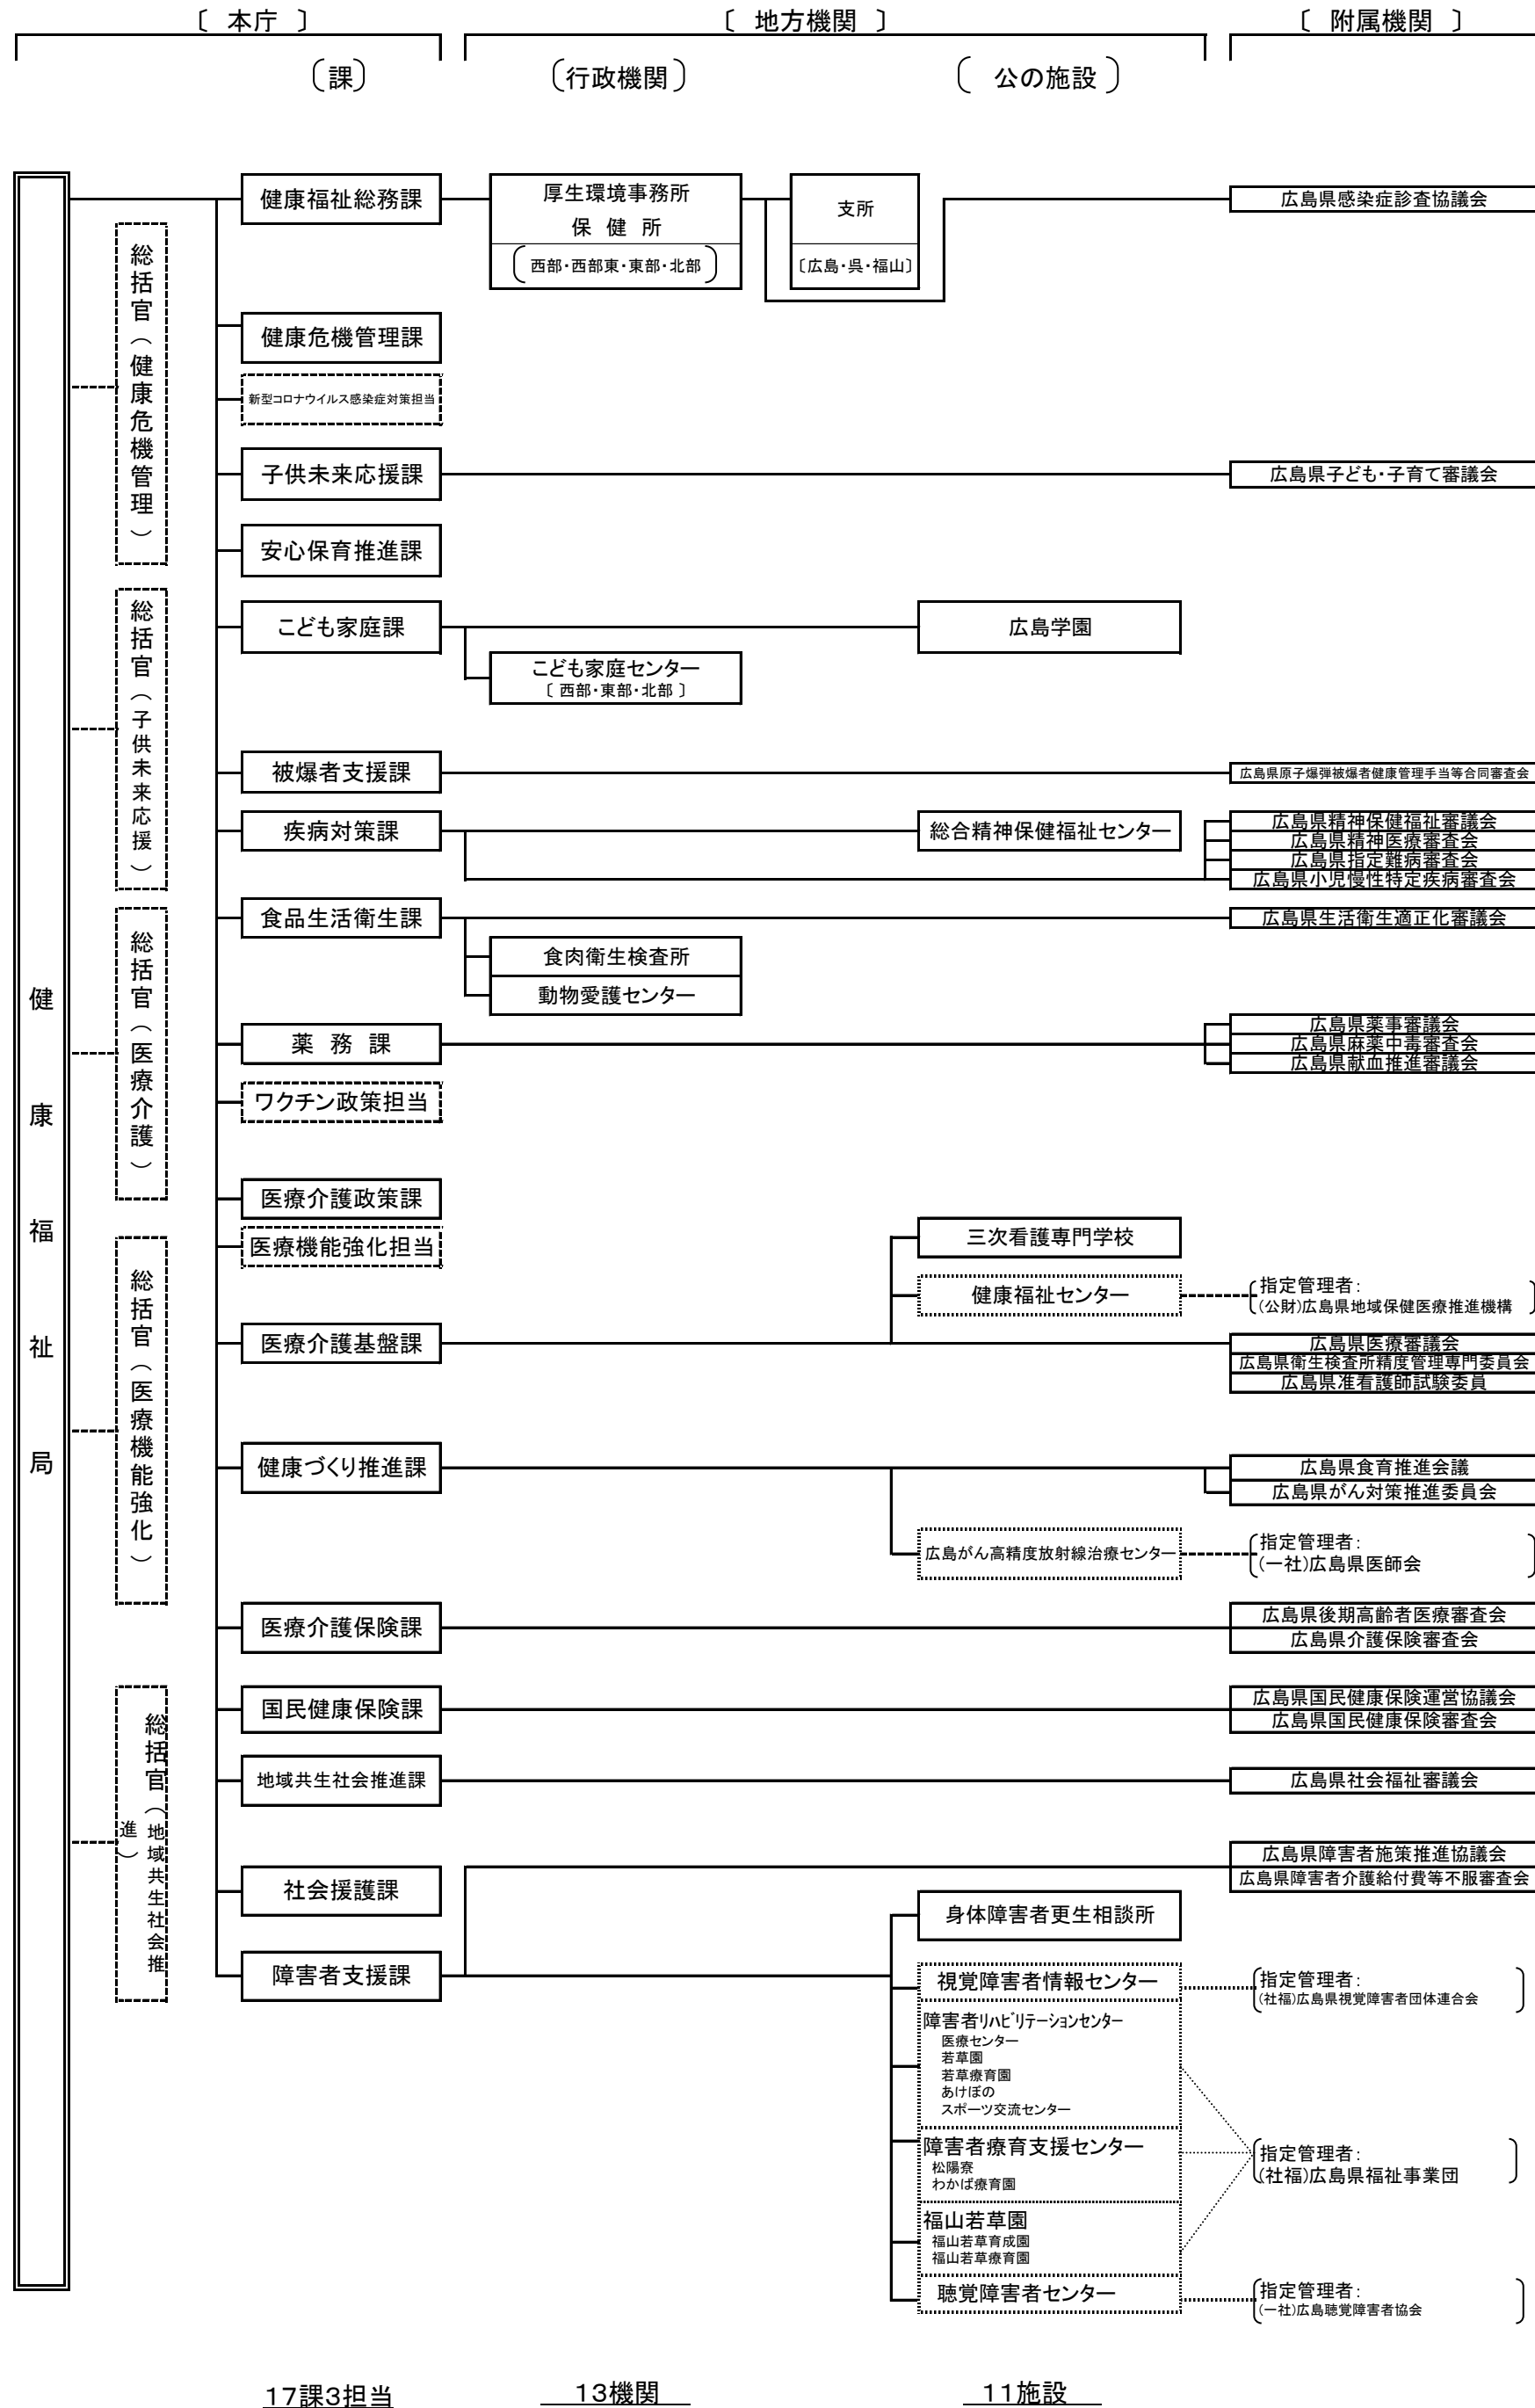 〔 本庁 〕 〔 地方機関 〕 〔 附属機関 〕
〔課〕 〔行政機関〕 〔 公の施設 〕
健康福祉局
総括官（健康危機管理）
総括官（子供未来応援）
総括官（医療介護）
総括官（医療機能強化）
総括官（地域共生社会推
進）
健康福祉総務課
厚生環境事務所
保 健 所
〔西部・西部東・東部・北部〕
支所
〔広島・呉・福山〕
広島県感染症診査協議会
健康危機管理課
新型コロナウイルス感染症対策担当
子供未来応援課
広島県子ども・子育て審議会
安心保育推進課
こども家庭課
広島学園
こども家庭センター
〔 西部・東部・北部 〕
被爆者支援課
広島県原子爆弾被爆者健康管理手当等合同審査会
疾病対策課
総合精神保健福祉センター
広島県精神保健福祉審議会
広島県精神医療審査会
広島県指定難病審査会
広島県小児慢性特定疾病審査会
食品生活衛生課
広島県生活衛生適正化審議会
食肉衛生検査所
動物愛護センター
薬 務 課
広島県薬事審議会
広島県麻薬中毒審査会
広島県献血推進審議会
ワクチン政策担当
医療介護政策課
医療機能強化担当
三次看護専門学校
健康福祉センター
指定管理者：
(公財)広島県地域保健医療推進機構
医療介護基盤課
広島県医療審議会
広島県衛生検査所精度管理専門委員会
広島県准看護師試験委員
健康づくり推進課
広島県食育推進会議
広島県がん対策推進委員会
広島がん高精度放射線治療センター
指定管理者：
(一社)広島県医師会
医療介護保険課
広島県後期高齢者医療審査会
広島県介護保険審査会
国民健康保険課
広島県国民健康保険運営協議会
広島県国民健康保険審査会
地域共生社会推進課
広島県社会福祉審議会
広島県障害者施策推進協議会
広島県障害者介護給付費等不服審査会
社会援護課
身体障害者更生相談所
障害者支援課
視覚障害者情報センター
指定管理者：
(社福)広島県視覚障害者団体連合会
障害者ﾘﾊﾋﾞﾘﾃｰｼｮﾝｾﾝﾀｰ
医療センター
若草園
若草療育園
あけぼの
スポーツ交流センター
障害者療育支援センター
松陽寮
わかば療育園
指定管理者：
(社福)広島県福祉事業団
福山若草園
福山若草育成園
福山若草療育園
聴覚障害者センター
指定管理者：
(一社)広島聴覚障害者協会
17課3担当 13機関 11施設